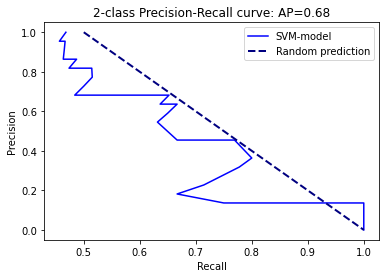 2-class Precision-Recall curve: AP=0.68
SVM-model
Random prediction
Precision
1.0
0.8
0.6
0.4
0.2
0.0
0.5 0.6 0.7 0.8 0.9 1.0
Recall